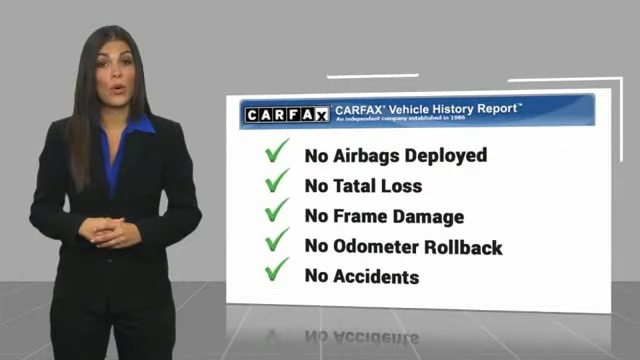 CARFAX CARFAX® Vehicle History Report™
An independent company established in 1986
No Airbags Deployed
No Tatal Loss
No Frame Damage
No Odometer Rollback
No Accidents
No Accidents